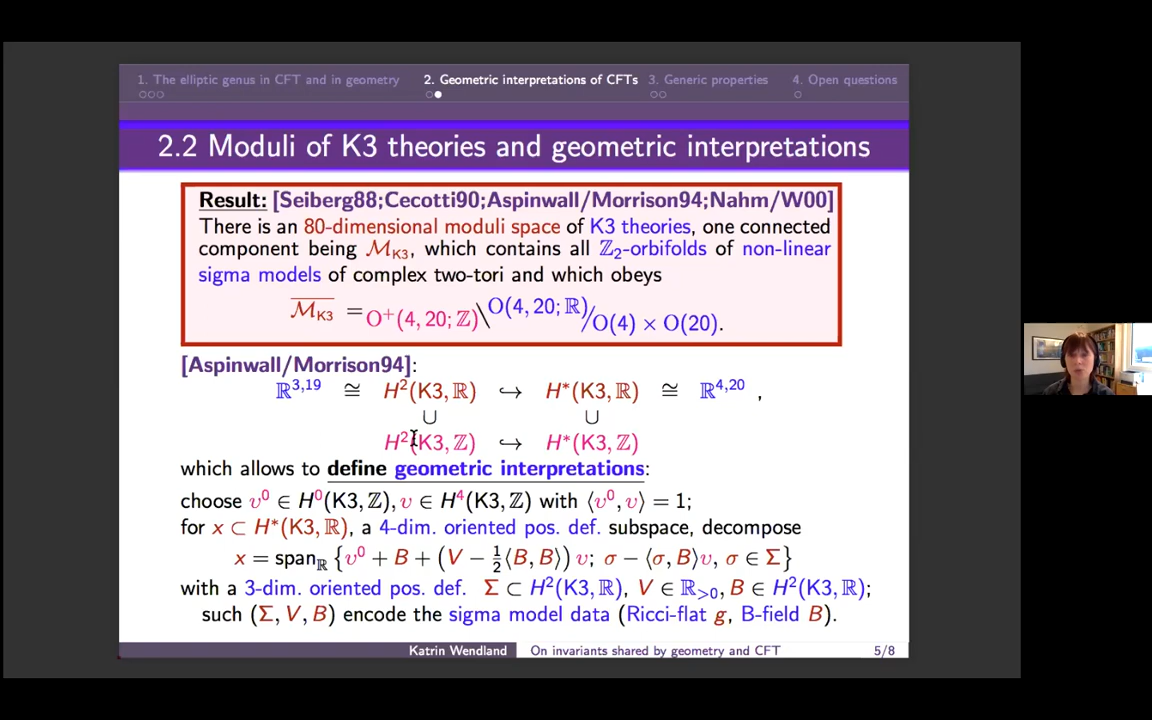 1. The elliptic genus in CFT and in geometry 2. Geometric interpretations of CFTs 3. Generic properties 4. Open questions
2.2 Moduli of K3 theories and geometric interpretations
Result: [Seiberg88;Cecotti90;Aspinwall/Morrison94;Nahm/W00]
There is an 80-dimensional moduli space of K3 theories, one connected
component being ℳ_K3, which contains all ℤ₂-orbifolds of non-linear
sigma models of complex two-tori and which obeys
\overline{ℳ_K3} = O⁺(4, 20; ℤ)\O(4, 20; ℝ)/O(4) × O(20).
[Aspinwall/Morrison94]:
ℝ^{3,19} ≅ H²(K3, ℝ) ↪ H*(K3, ℝ) ≅ ℝ^{4,20} ,
∪ ∪
H²(K3, ℤ) ↪ H*(K3, ℤ)
which allows to define geometric interpretations:
choose υ⁰ ∈ H⁰(K3, ℤ), υ ∈ H⁴(K3, ℤ) with ⟨υ⁰, υ⟩ = 1;
for x ⊂ H*(K3, ℝ), a 4-dim. oriented pos. def. subspace, decompose
x = span_ℝ {υ⁰ + B + (V − ½⟨B, B⟩) υ; σ − ⟨σ, B⟩υ, σ ∈ Σ}
with a 3-dim. oriented pos. def. Σ ⊂ H²(K3, ℝ), V ∈ ℝ_{>0}, B ∈ H²(K3, ℝ);
such (Σ, V, B) encode the sigma model data (Ricci-flat g, B-field B).
Katrin Wendland On invariants shared by geometry and CFT 5/8